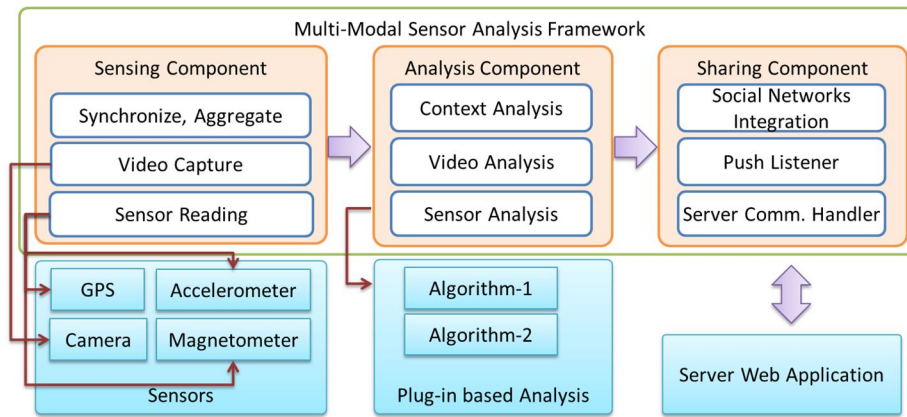 Multi-Modal Sensor Analysis Framework
Sensing Component
Synchronize, Aggregate
Video Capture
Sensor Reading
Analysis Component
Context Analysis
Video Analysis
Sensor Analysis
Sharing Component
Social Networks
Integration
Push Listener
Server Comm. Handler
GPS
Accelerometer
Camera
Magnetometer
Sensors
Algorithm-1
Algorithm-2
Plug-in based Analysis
Server Web Application